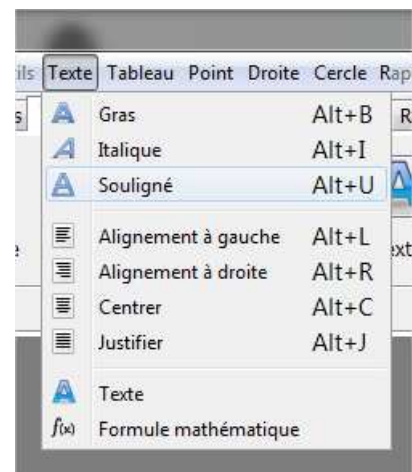 Texte Tableau Point Droite Cercle Rap
Gras Alt+B
Italique Alt+I
Souligné Alt+U
Alignement à gauche Alt+L
Alignement à droite Alt+R
Centrer Alt+C
Justifier Alt+J
Texte
f(x) Formule mathématique